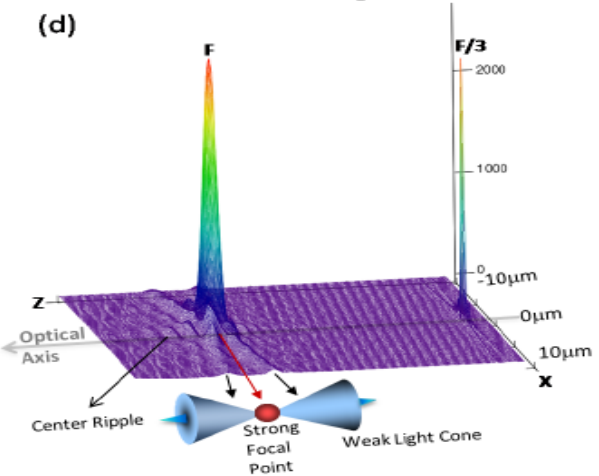 (d)
F
F/3
2000
1000
0
-10μm
0μm
10μm
X
Z
Optical
Axis
Center Ripple
Strong
Focal
Point
Weak Light Cone